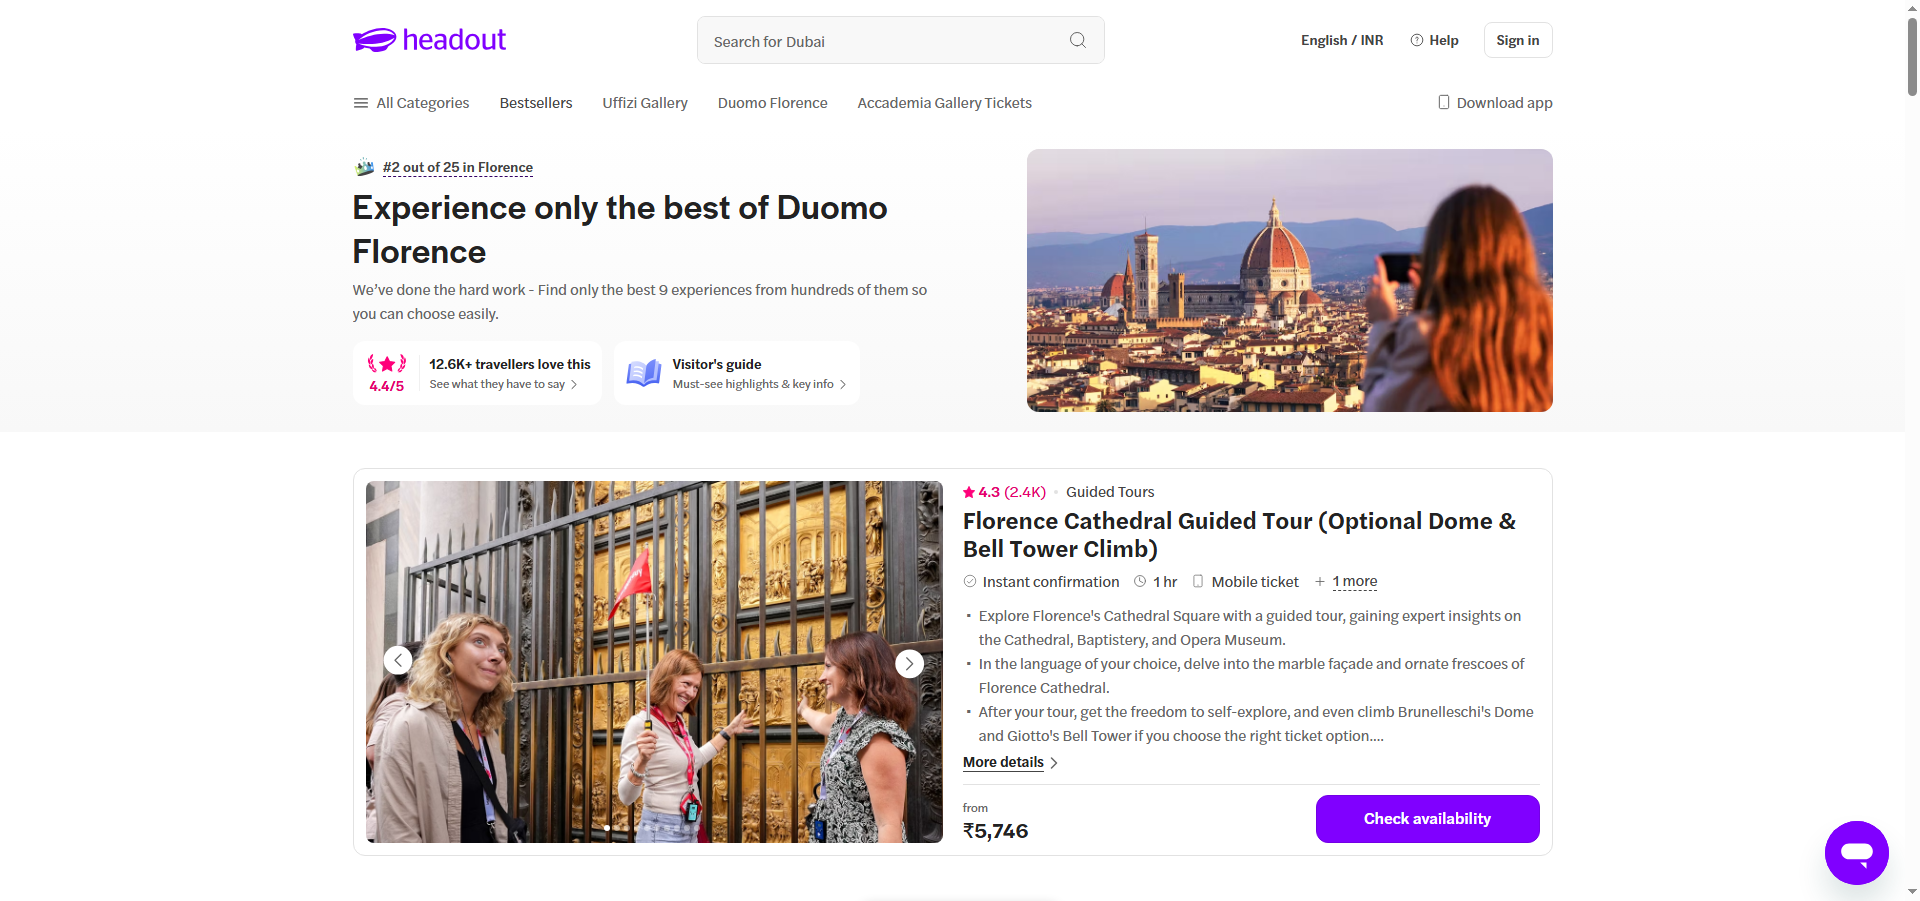 headout
Search for Dubai
English / INR
Help
Sign in
All Categories
Bestsellers
Uffizi Gallery
Duomo Florence
Accademia Gallery Tickets
Download app
#2 out of 25 in Florence
Experience only the best of Duomo
Florence
We've done the hard work - Find only the best 9 experiences from hundreds of them so
you can choose easily.
4.4/5
12.6K+ travellers love this
See what they have to say
Visitor's guide
Must-see highlights & key info
4.3 (2.4K)
Guided Tours
Florence Cathedral Guided Tour (Optional Dome &
Bell Tower Climb)
Instant confirmation
1 hr
Mobile ticket
+ 1 more
• Explore Florence's Cathedral Square with a guided tour, gaining expert insights on
the Cathedral, Baptistery, and Opera Museum.
• In the language of your choice, delve into the marble façade and ornate frescoes of
Florence Cathedral.
• After your tour, get the freedom to self-explore, and even climb Brunelleschi's Dome
and Giotto's Bell Tower if you choose the right ticket option....
More details
from
₹5,746
Check availability